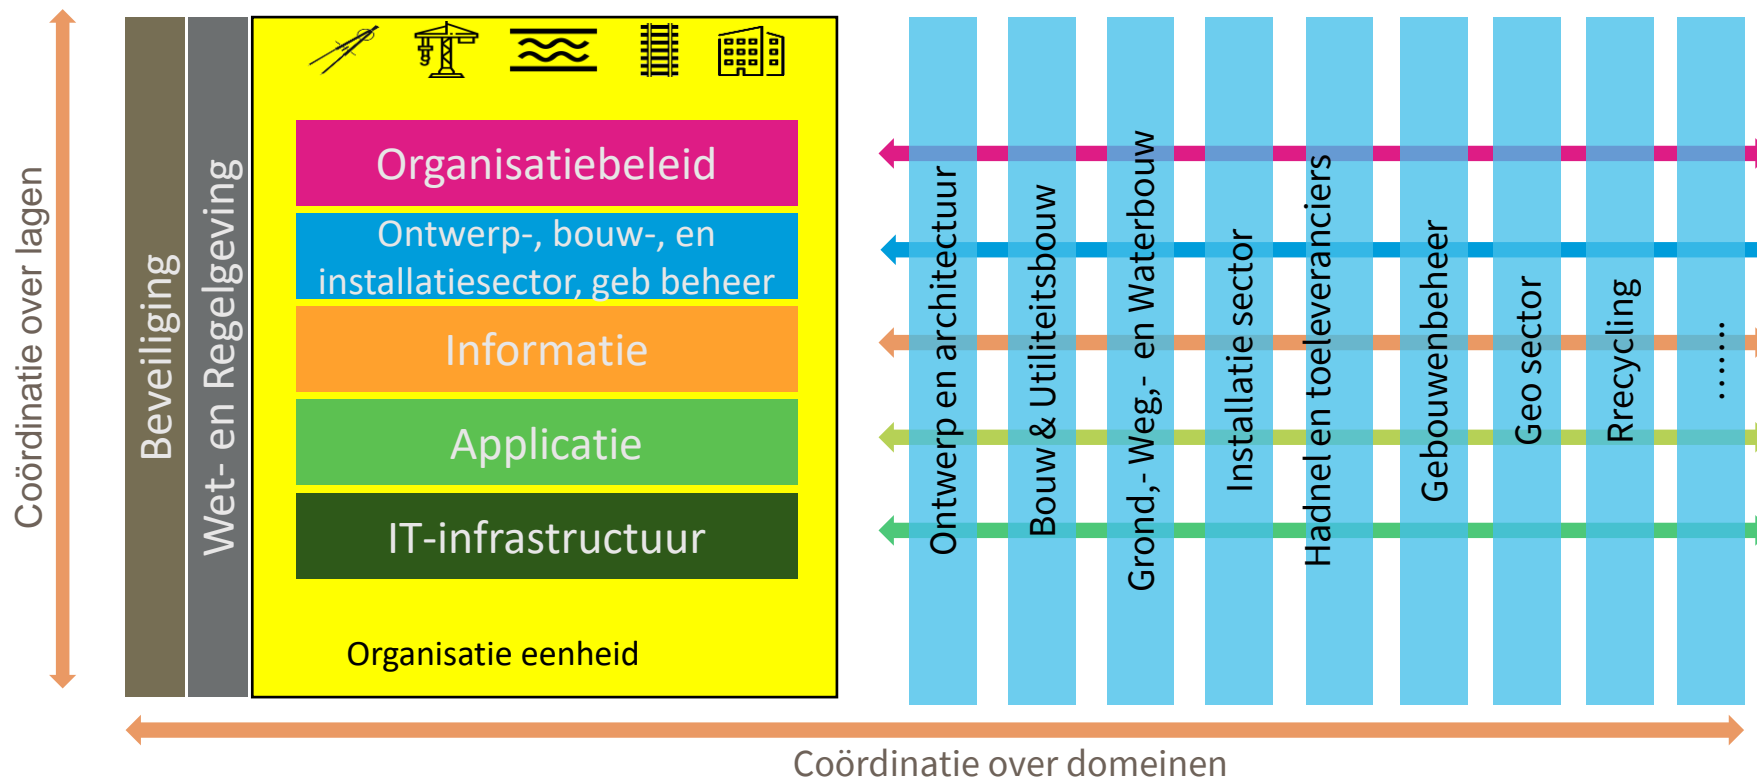 Coördinatie over lagen
Beveiliging
Wet- en Regelgeving
Organisatiebeleid
Ontwerp-, bouw-, en
installatiesector, geb beheer
Informatie
Applicatie
IT-infrastructuur
Organisatie eenheid
Ontwerp en architectuur
Bouw & Utiliteitsbouw
Grond,- Weg,- en Waterbouw
Installatie sector
Hadnel en toeleveranciers
Gebouwenbeheer
Geo sector
Rrecycling
........
Coördinatie over domeinen